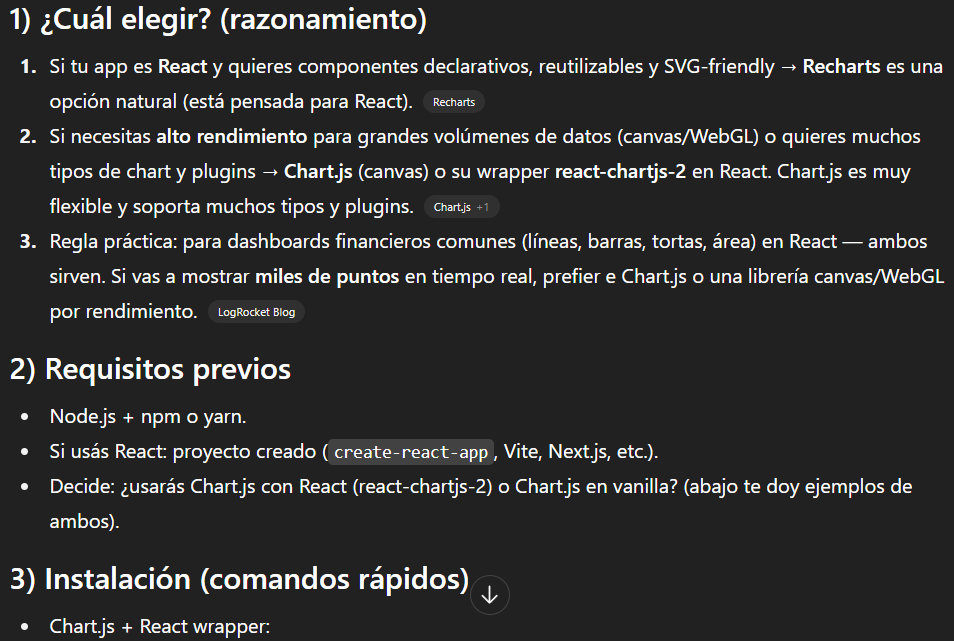 1) ¿Cuál elegir? (razonamiento)
1. Si tu app es React y quieres componentes declarativos, reutilizables y SVG-friendly → Recharts es una
opción natural (está pensada para React). Recharts
2. Si necesitas alto rendimiento para grandes volúmenes de datos (canvas/WebGL) o quieres muchos
tipos de chart y plugins → Chart.js (canvas) o su wrapper react-chartjs-2 en React. Chart.js es muy
flexible y soporta muchos tipos y plugins. Chart.js +1
3. Regla práctica: para dashboards financieros comunes (líneas, barras, tortas, área) en React — ambos
sirven. Si vas a mostrar miles de puntos en tiempo real, prefier e Chart.js o una librería canvas/WebGL
por rendimiento. LogRocket Blog
2) Requisitos previos
• Node.js + npm o yarn.
• Si usás React: proyecto creado (create-react-app, Vite, Next.js, etc.).
• Decide: ¿usarás Chart.js con React (react-chartjs-2) o Chart.js en vanilla? (abajo te doy ejemplos de
ambos).
3) Instalación (comandos rápidos)
• Chart.js + React wrapper: